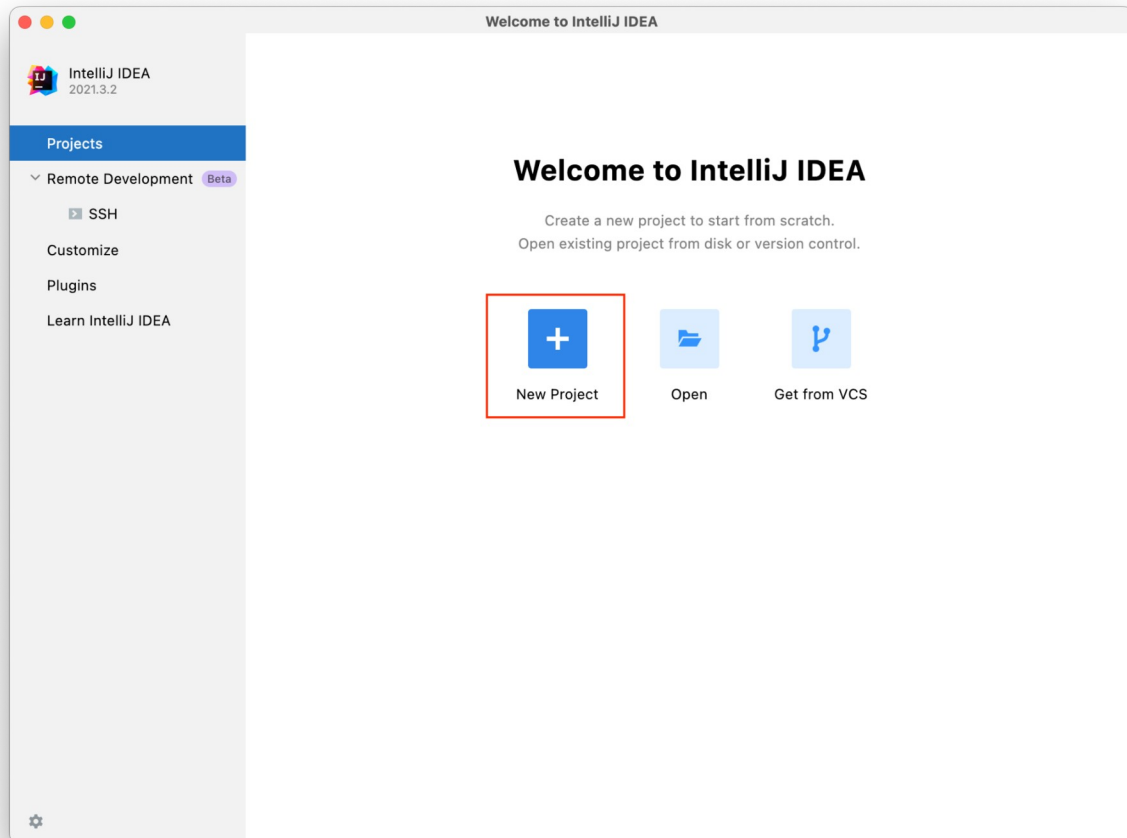 Welcome to IntelliJ IDEA
IJ
IntelliJ IDEA
2021.3.2
Projects
Remote Development Beta
SSH
Customize
Plugins
Learn IntelliJ IDEA
Welcome to IntelliJ IDEA
Create a new project to start from scratch.
Open existing project from disk or version control.
New Project
Open
Get from VCS